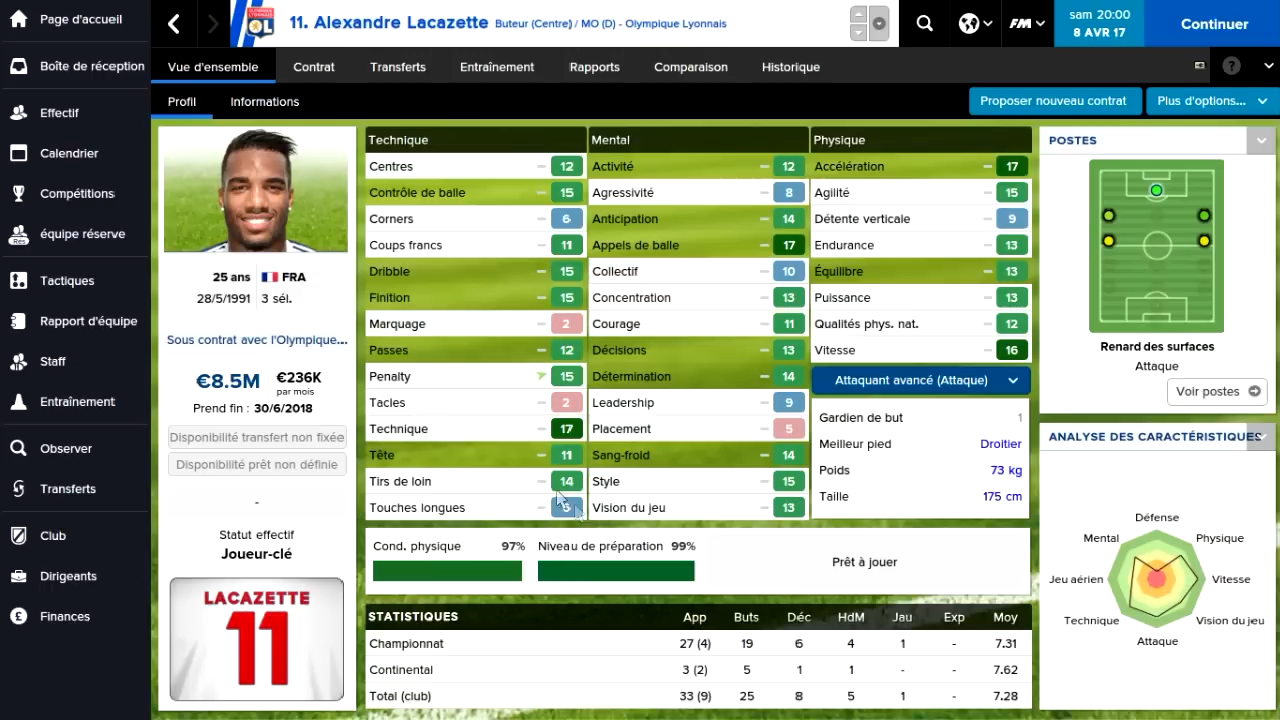 Page d'accueil
Boîte de réception
Effectif
Calendrier
Compétitions
équipe réserve
Tactiques
Rapport d'équipe
Staff
Entraînement
Observer
Transferts
Club
Dirigeants
Finances
11. Alexandre Lacazette Buteur (Centre) / MO (D) - Olympique Lyonnais
FM
sam 20:00
8 AVR 17
Continuer
Vue d'ensemble Contrat Transferts Entraînement Rapports Comparaison Historique
Profil Informations
Proposer nouveau contrat Plus d'options...
25 ans FRA
28/5/1991 3 sél.
Sous contrat avec l'Olympique...
€8.5M €236K
par mois
Prend fin : 30/6/2018
Disponibilité transfert non fixée
Disponibilité prêt non définie
-
Statut effectif
Joueur-clé
LACAZETTE
11
Technique
Centres 12
Contrôle de balle 15
Corners 6
Coups francs 11
Dribble 15
Finition 15
Marquage 2
Passes 12
Penalty 15
Tacles 2
Technique 17
Tête 11
Tirs de loin 14
Touches longues
Mental
Activité 12
Agressivité 8
Anticipation 14
Appels de balle 17
Collectif 10
Concentration 13
Courage 11
Décisions 13
Détermination 14
Leadership 9
Placement 5
Sang-froid 14
Style 15
Vision du jeu 13
Physique
Accélération 17
Agilité 15
Détente verticale 9
Endurance 13
Équilibre 13
Puissance 13
Qualités phys. nat. 12
Vitesse 16
Attaquant avancé (Attaque)
Gardien de but 1
Meilleur pied Droitier
Poids 73 kg
Taille 175 cm
Cond. physique 97% Niveau de préparation 99%
Prêt à jouer
STATISTIQUES App Buts Déc HdM Jau Exp Moy
Championnat 27 (4) 19 6 4 1 - 7.31
Continental 3 (2) 5 1 1 - - 7.62
Total (club) 33 (9) 25 8 5 1 - 7.28
POSTES
Renard des surfaces
Attaque
Voir postes
ANALYSE DES CARACTÉRISTIQUES
Défense
Mental Physique
Jeu aérien Vitesse
Technique Vision du jeu
Attaque